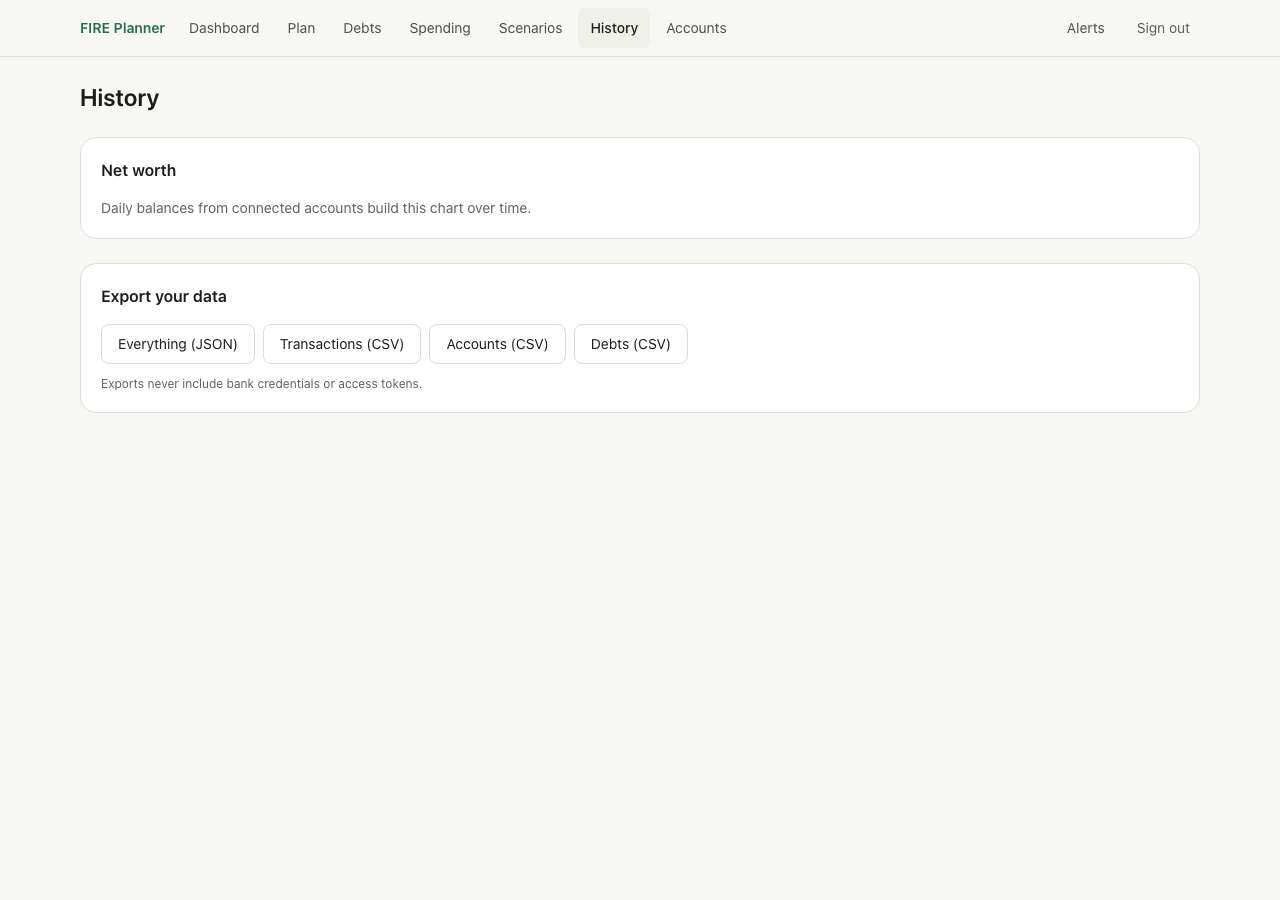 FIRE Planner Dashboard Plan Debts Spending Scenarios History Accounts Alerts Sign out
History
Net worth
Daily balances from connected accounts build this chart over time.
Export your data
Everything (JSON) Transactions (CSV) Accounts (CSV) Debts (CSV)
Exports never include bank credentials or access tokens.